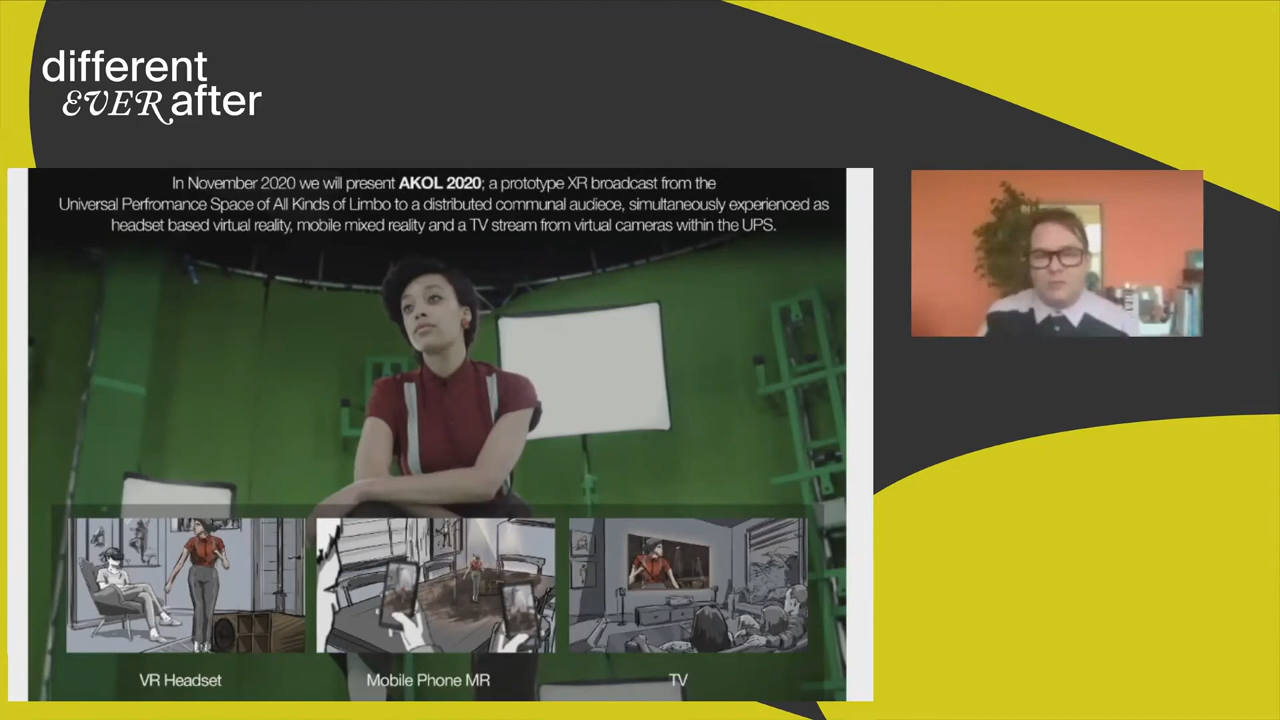 different
EVER after
In November 2020 we will present AKOL 2020; a prototype XR broadcast from the
Universal Perfromance Space of All Kinds of Limbo to a distributed communal audiece, simultaneously experienced as
headset based virtual reality, mobile mixed reality and a TV stream from virtual cameras within the UPS.
VR Headset
Mobile Phone MR
TV